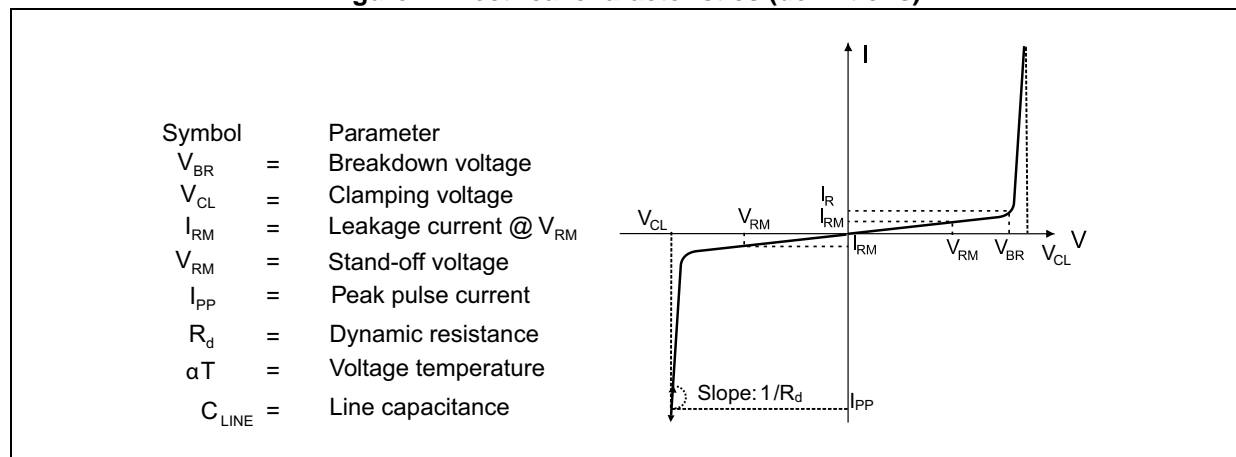 Symbol Parameter
V_BR = Breakdown voltage
V_CL = Clamping voltage
I_RM = Leakage current @ V_RM
V_RM = Stand-off voltage
I_PP = Peak pulse current
R_d = Dynamic resistance
αT = Voltage temperature
C_LINE = Line capacitance
I
I_R
V_CL V_RM I_RM
I_RM V_RM V_BR V_CL V
Slope: 1/R_d I_PP